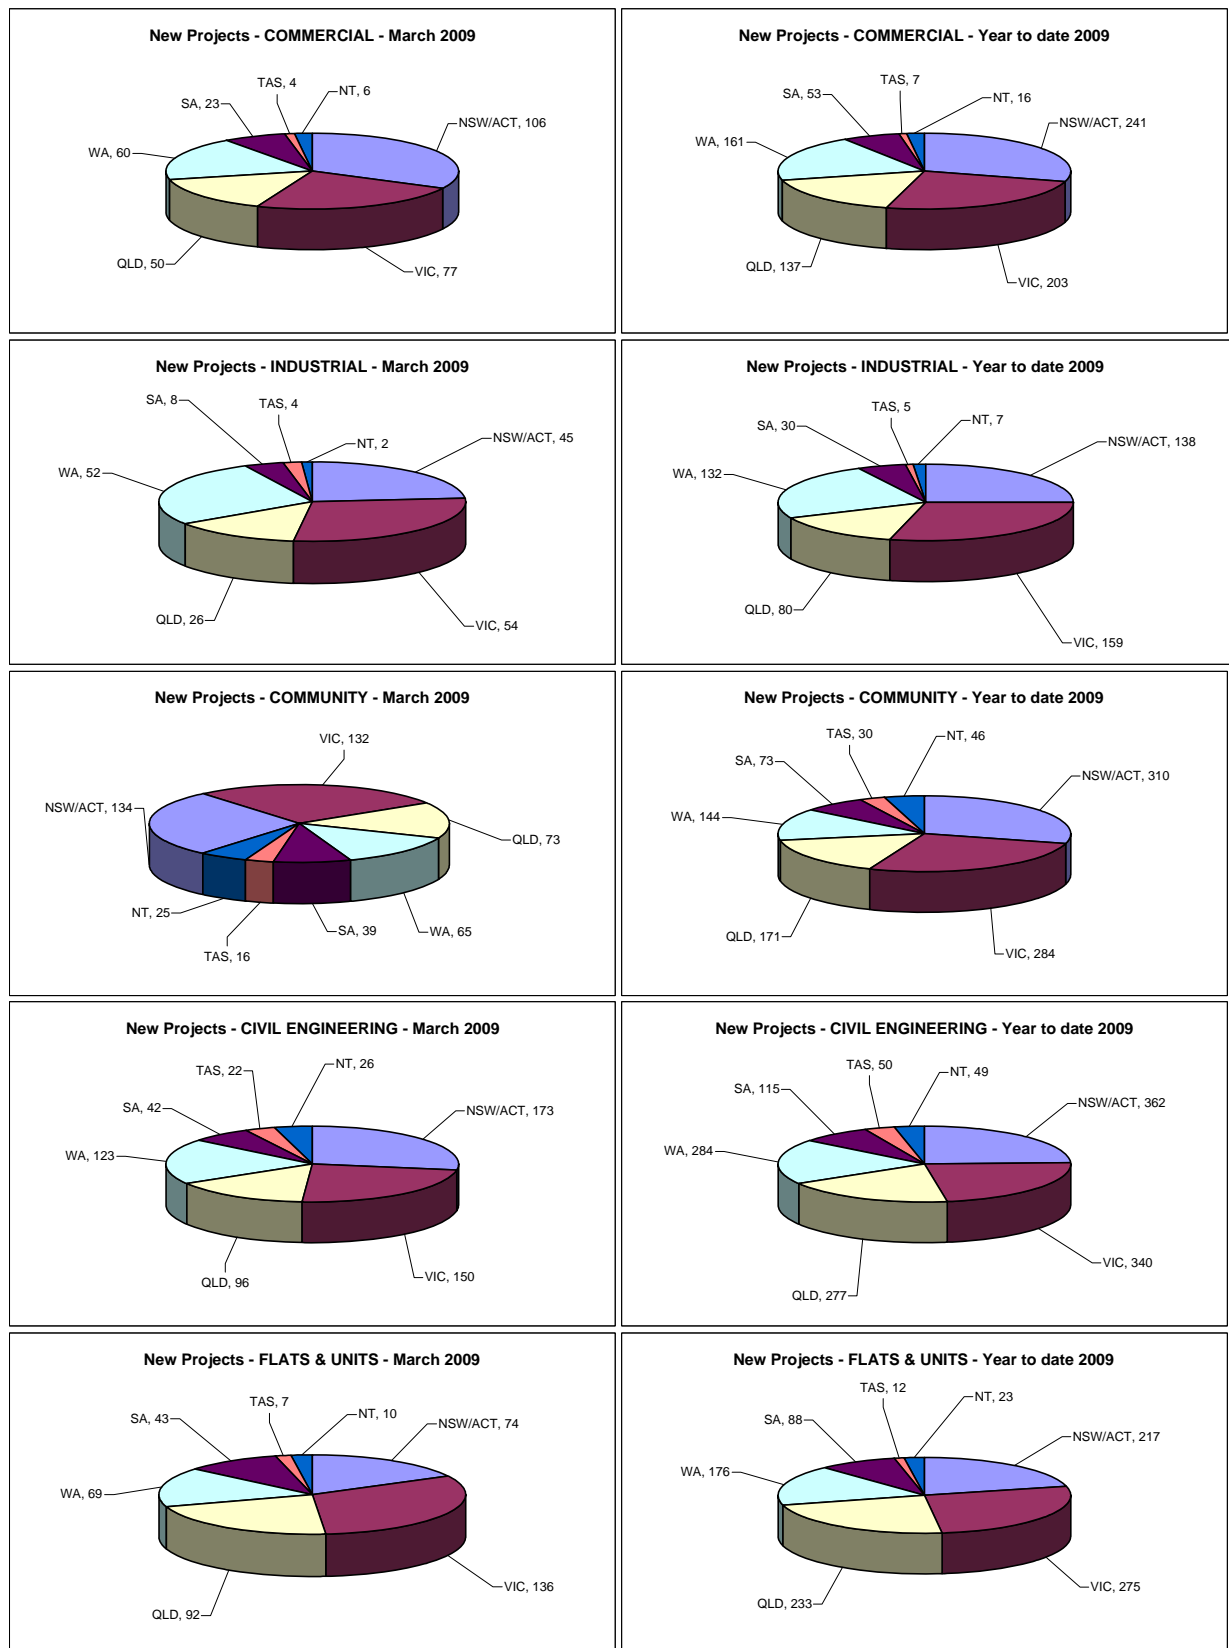 New Projects - COMMERCIAL - March 2009
TAS, 4
NT, 6
SA, 23
NSW/ACT, 106
WA, 60
QLD, 50
VIC, 77
New Projects - COMMERCIAL - Year to date 2009
TAS, 7
SA, 53
NT, 16
NSW/ACT, 241
WA, 161
QLD, 137
VIC, 203
New Projects - INDUSTRIAL - March 2009
SA, 8
TAS, 4
NT, 2
NSW/ACT, 45
WA, 52
QLD, 26
VIC, 54
New Projects - INDUSTRIAL - Year to date 2009
TAS, 5
NT, 7
SA, 30
NSW/ACT, 138
WA, 132
QLD, 80
VIC, 159
New Projects - COMMUNITY - March 2009
VIC, 132
NSW/ACT, 134
QLD, 73
NT, 25
SA, 39
WA, 65
TAS, 16
New Projects - COMMUNITY - Year to date 2009
TAS, 30
NT, 46
SA, 73
NSW/ACT, 310
WA, 144
QLD, 171
VIC, 284
New Projects - CIVIL ENGINEERING - March 2009
TAS, 22
NT, 26
SA, 42
NSW/ACT, 173
WA, 123
QLD, 96
VIC, 150
New Projects - CIVIL ENGINEERING - Year to date 2009
TAS, 50
NT, 49
SA, 115
NSW/ACT, 362
WA, 284
QLD, 277
VIC, 340
New Projects - FLATS & UNITS - March 2009
TAS, 7
NT, 10
SA, 43
NSW/ACT, 74
WA, 69
QLD, 92
VIC, 136
New Projects - FLATS & UNITS - Year to date 2009
TAS, 12
NT, 23
SA, 88
NSW/ACT, 217
WA, 176
QLD, 233
VIC, 275